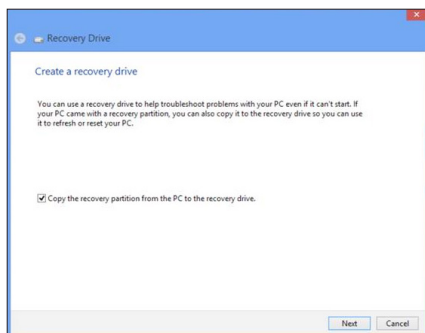 Recovery Drive
Create a recovery drive
You can use a recovery drive to help troubleshoot problems with your PC even if it can't start. If
your PC came with a recovery partition, you can also copy it to the recovery drive so you can use
it to refresh or reset your PC.
Copy the recovery partition from the PC to the recovery drive.
Next Cancel